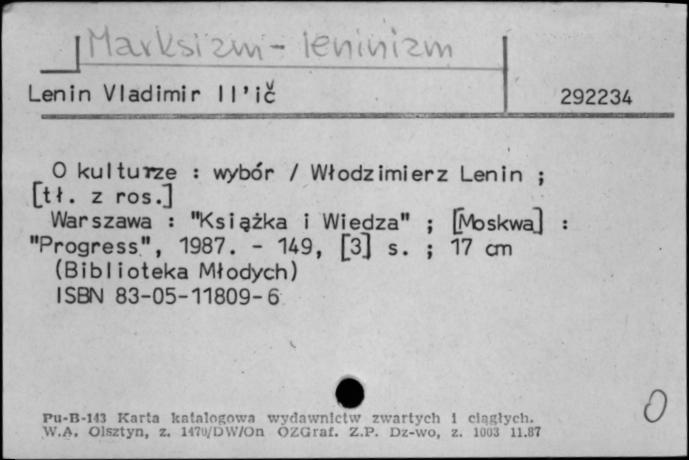 Marksizm - leninizm
Lenin Vladimir Il'ič
292234
O kulturze : wybór / Włodzimierz Lenin ;
[tł. z ros.]
Warszawa : "Książka i Wiedza" ; [Moskwa] :
"Progress", 1987. - 149, [3] s. ; 17 cm
(Biblioteka Młodych)
ISBN 83-05-11809-6
O
Pu-B-143 Karta katalogowa wydawnictw zwartych i ciągłych.
W.A. Olsztyn, z. 1470/DW/On OZGraf. Z.P. Dz-wo, z. 1003 11.87